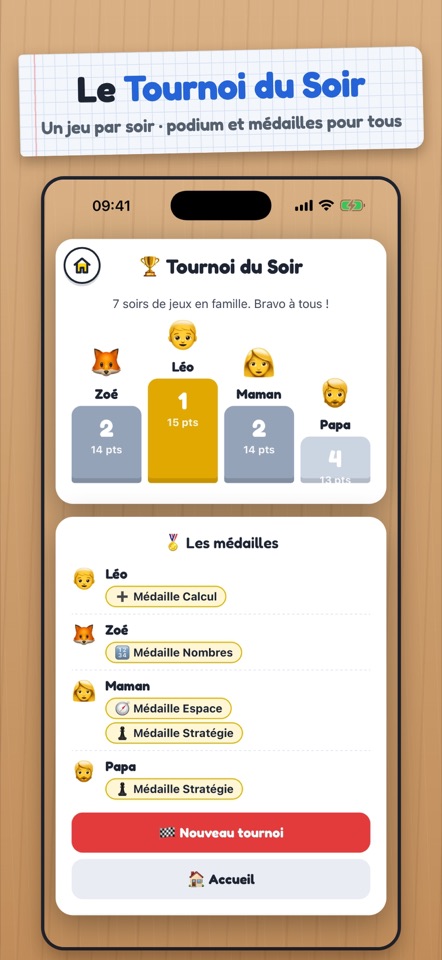 Le Tournoi du Soir
Un jeu par soir · podium et médailles pour tous
09:41
🏆 Tournoi du Soir
7 soirs de jeux en famille. Bravo à tous !
Léo
Zoé
Maman
Papa
2
14 pts
1
15 pts
2
14 pts
4
13 pts
🏅 Les médailles
Léo
➕ Médaille Calcul
Zoé
🔢 Médaille Nombres
Maman
🧭 Médaille Espace
♟️ Médaille Stratégie
Papa
♟️ Médaille Stratégie
🏁 Nouveau tournoi
🏠 Accueil